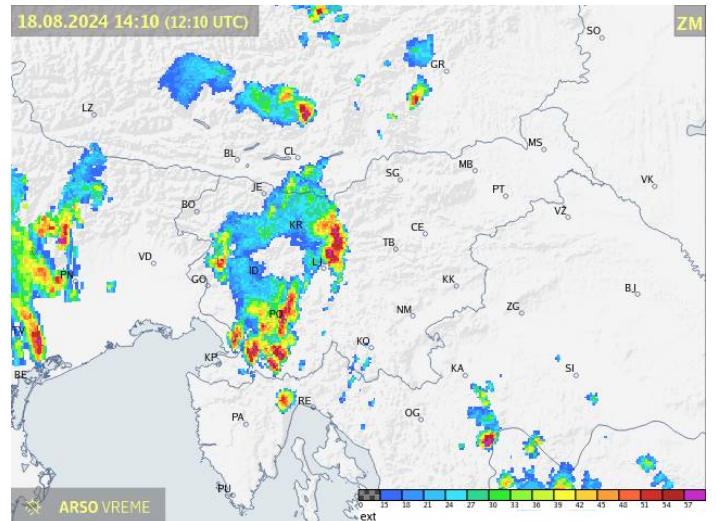 18.08.2024 14:10 (12:10 UTC)
ZM
SO
GR
LZ
MS
BL
CL
MB
SG
VK
JE
PT
BO
VŽ
KR
CE
TB
VD
LJ
ID
PN
GO
KK
BJ
PO
NM
ZG
TV
KO
KP
BE
KA
SI
RE
PA
OG
PU
ARSO VREME
0 15 18 21 24 27 30 33 36 39 42 45 48 51 54 57
ext